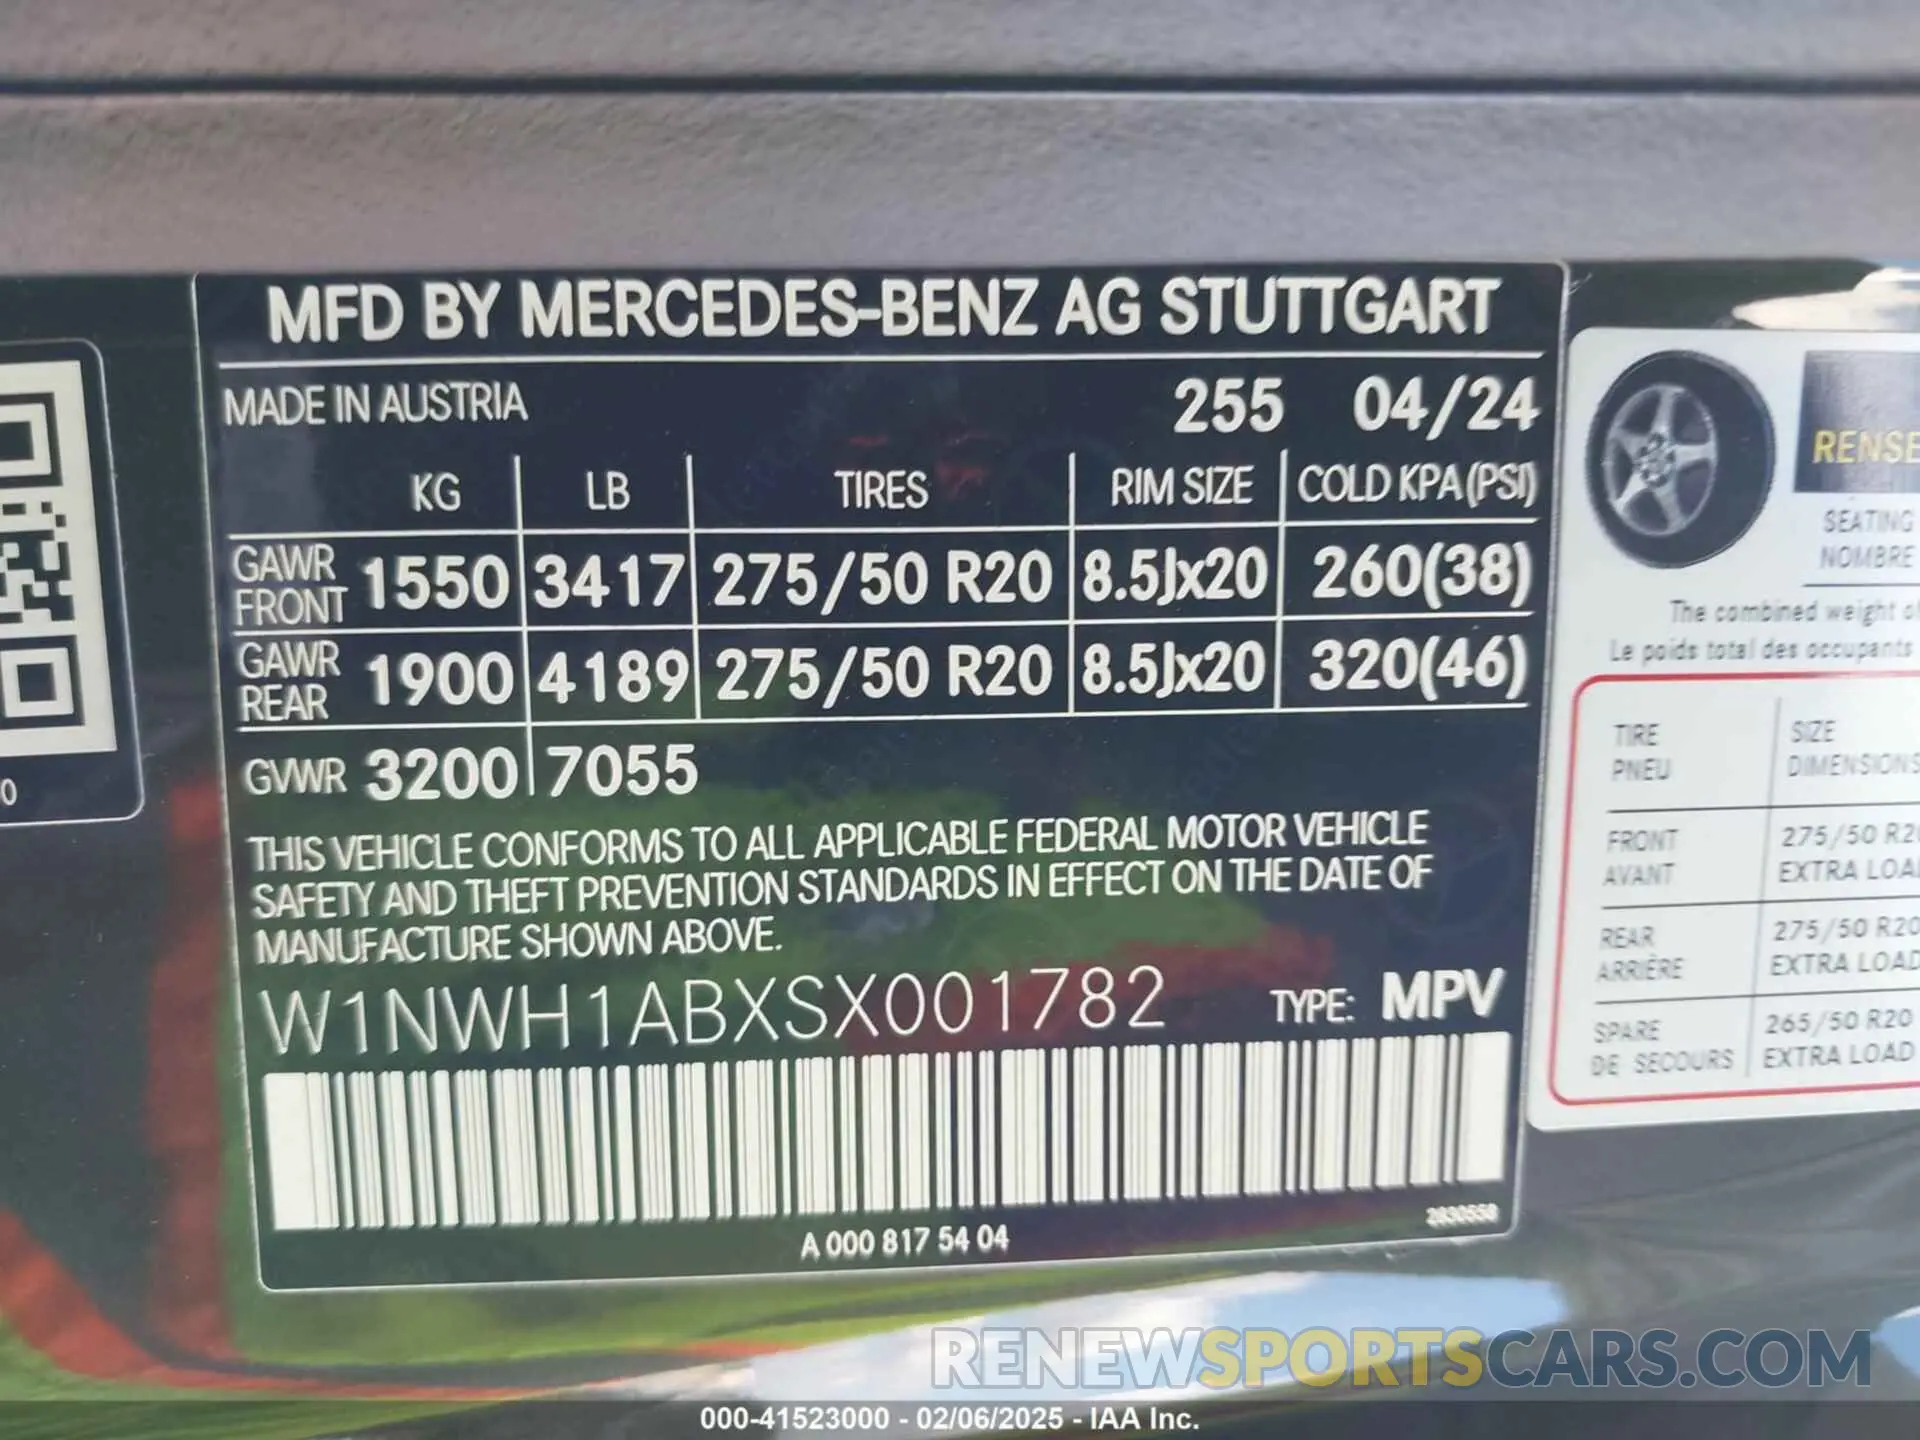 MFD BY MERCEDES-BENZ AG STUTTGART
MADE IN AUSTRIA 255 04/24
KG LB TIRES RIM SIZE COLD KPA(PSI)
GAWR FRONT 1550 3417 275/50 R20 8.5Jx20 260(38)
GAWR REAR 1900 4189 275/50 R20 8.5Jx20 320(46)
GVWR 3200 7055
THIS VEHICLE CONFORMS TO ALL APPLICABLE FEDERAL MOTOR VEHICLE
SAFETY AND THEFT PREVENTION STANDARDS IN EFFECT ON THE DATE OF
MANUFACTURE SHOWN ABOVE.
W1NWH1ABXSX001782 TYPE: MPV
A 000 817 54 04
2830558
0
RENSE
SEATING
NOMBRE
The combined weight of
Le poids total des occupants
TIRE SIZE
PNEU DIMENSIONS
FRONT 275/50 R20
AVANT EXTRA LOA
REAR 275/50 R20
ARRIÈRE EXTRA LOAD
SPARE 265/50 R20
DE SECOURS EXTRA LOAD
RENEWSPORTSCARS.COM
000-41523000 - 02/06/2025 - IAA Inc.